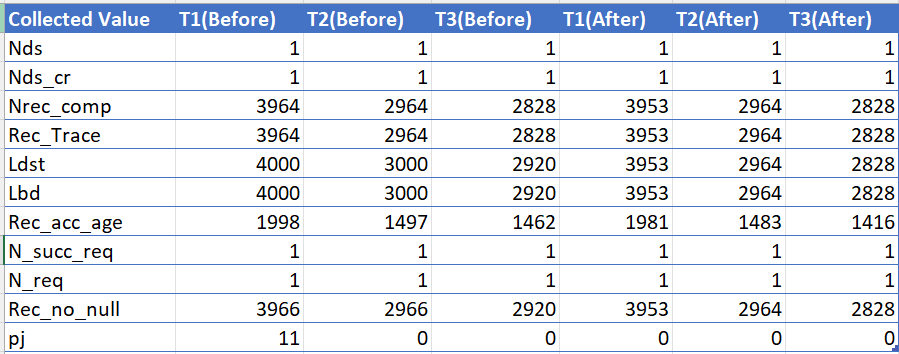 Collected Value T1(Before) T2(Before) T3(Before) T1(After) T2(After) T3(After)
Nds 1 1 1 1 1 1
Nds_cr 1 1 1 1 1 1
Nrec_comp 3964 2964 2828 3953 2964 2828
Rec_Trace 3964 2964 2828 3953 2964 2828
Ldst 4000 3000 2920 3953 2964 2828
Lbd 4000 3000 2920 3953 2964 2828
Rec_acc_age 1998 1497 1462 1981 1483 1416
N_succ_req 1 1 1 1 1 1
N_req 1 1 1 1 1 1
Rec_no_null 3966 2966 2920 3953 2964 2828
pj 11 0 0 0 0 0